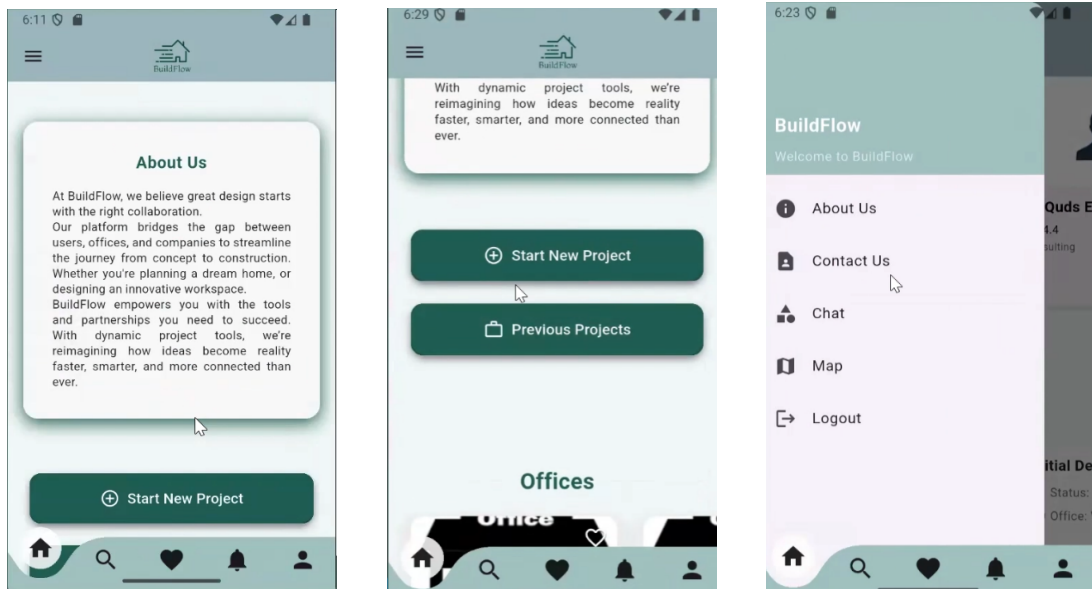 6:11
BuildFlow
About Us
At BuildFlow, we believe great design starts
with the right collaboration.
Our platform bridges the gap between
users, offices, and companies to streamline
the journey from concept to construction.
Whether you're planning a dream home, or
designing an innovative workspace.
BuildFlow empowers you with the tools
and partnerships you need to succeed.
With dynamic project tools, we're
reimagining how ideas become reality
faster, smarter, and more connected than
ever.
Start New Project
6:29
BuildFlow
With dynamic project tools, we're
reimagining how ideas become reality
faster, smarter, and more connected than
ever.
Start New Project
Previous Projects
Offices
Office
6:23
BuildFlow
Welcome to BuildFlow
About Us
Contact Us
Chat
Map
Logout
Quds E
4.4
sulting
itial De
Status:
Office: